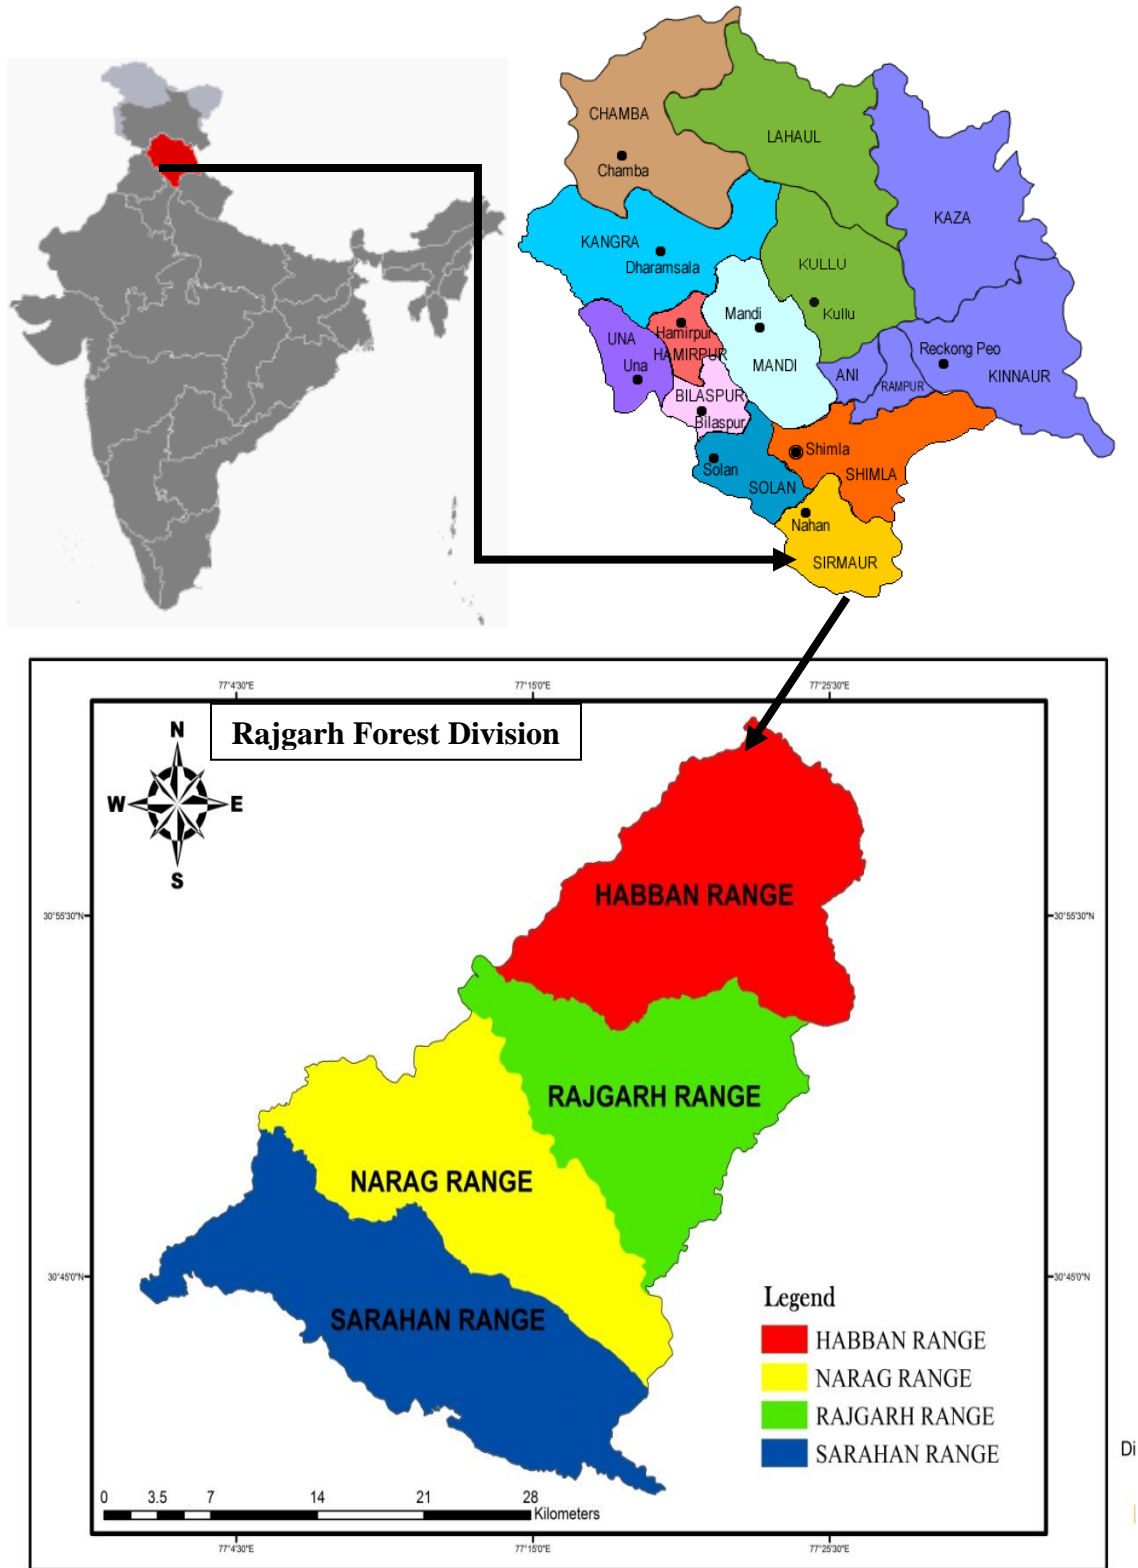 CHAMBA
Chamba
LAHAUL
KAZA
KANGRA
Dharamsala
KULLU
Kullu
Mandi
MANDI
UNA
Una
Hamirpur
HAMIRPUR
BILASPUR
Bilaspur
ANI
RAMPUR
Reckong Peo
KINNAUR
Shimla
SHIMLA
Solan
SOLAN
Nahan
SIRMAUR
77°4'30"E 77°15'0"E 77°25'30"E
Rajgarh Forest Division
N
W E
S
HABBAN RANGE
30°55'30"N 30°55'30"N
RAJGARH RANGE
NARAG RANGE
30°45'0"N 30°45'0"N
SARAHAN RANGE
Legend
HABBAN RANGE
NARAG RANGE
RAJGARH RANGE
SARAHAN RANGE
Di
0 3.5 7 14 21 28
Kilometers
77°4'30"E 77°15'0"E 77°25'30"E